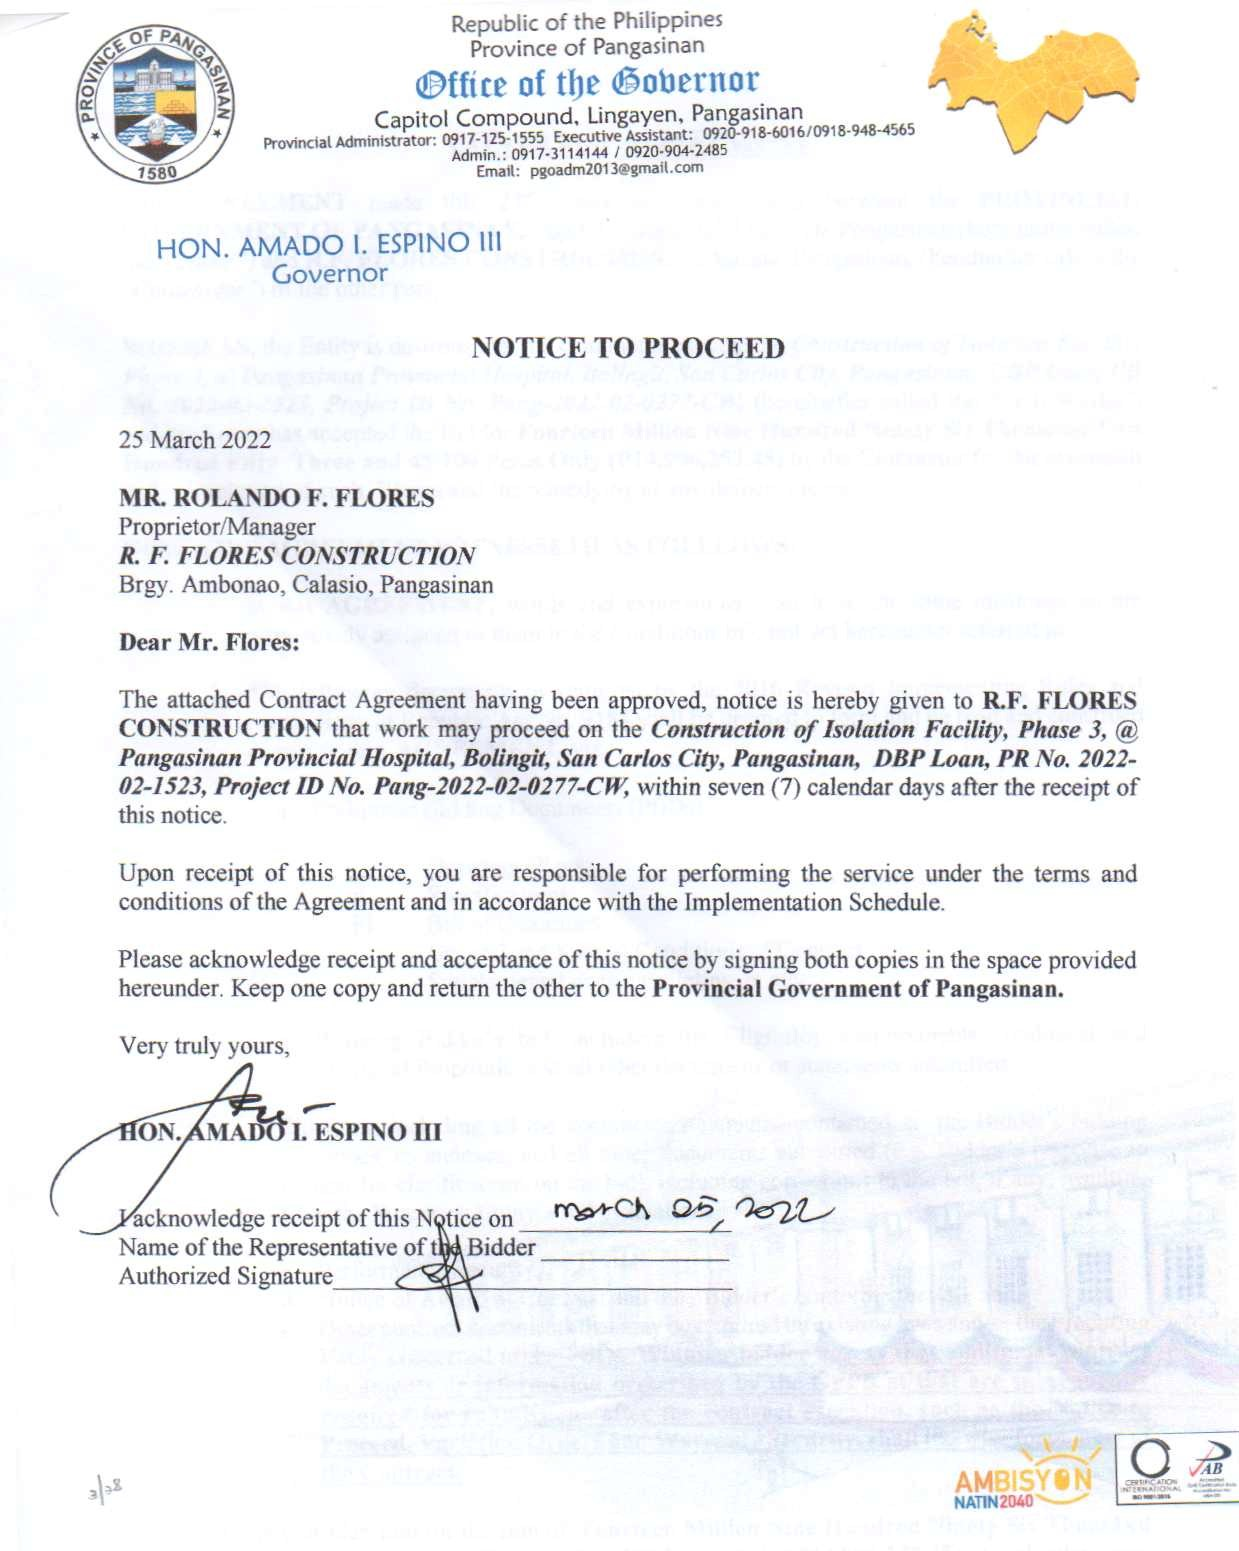 PROVINCE OF PANGASINAN
1580
Republic of the Philippines
Province of Pangasinan
Office of the Governor
Capitol Compound, Lingayen, Pangasinan
Provincial Administrator: 0917-125-1555 Executive Assistant: 0920-918-6016/0918-948-4565
Admin.: 0917-3114144 / 0920-904-2485
Email: pgoadm2013@gmail.com
HON. AMADO I. ESPINO III
Governor
NOTICE TO PROCEED
25 March 2022
MR. ROLANDO F. FLORES
Proprietor/Manager
R. F. FLORES CONSTRUCTION
Brgy. Ambonao, Calasio, Pangasinan
Dear Mr. Flores:
The attached Contract Agreement having been approved, notice is hereby given to R.F. FLORES
CONSTRUCTION that work may proceed on the Construction of Isolation Facility, Phase 3, @
Pangasinan Provincial Hospital, Bolingit, San Carlos City, Pangasinan, DBP Loan, PR No. 2022-
02-1523, Project ID No. Pang-2022-02-0277-CW, within seven (7) calendar days after the receipt of
this notice.
Upon receipt of this notice, you are responsible for performing the service under the terms and
conditions of the Agreement and in accordance with the Implementation Schedule.
Please acknowledge receipt and acceptance of this notice by signing both copies in the space provided
hereunder. Keep one copy and return the other to the Provincial Government of Pangasinan.
Very truly yours,
HON. AMADO I. ESPINO III
I acknowledge receipt of this Notice on march 25, 2022
Name of the Representative of the Bidder
Authorized Signature
3/28
AMBISYON
NATIN2040
CERTIFICATION
INTERNATIONAL
ISO 9001:2015
AB